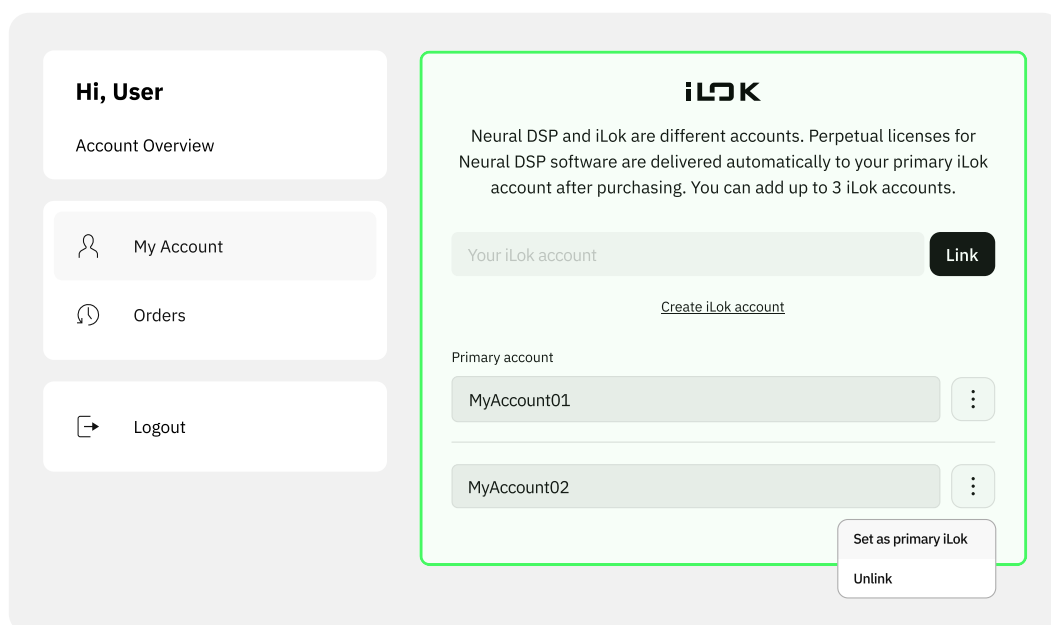 Hi, User
Account Overview
My Account
Orders
Logout
iLOK
Neural DSP and iLok are different accounts. Perpetual licenses for
Neural DSP software are delivered automatically to your primary iLok
account after purchasing. You can add up to 3 iLok accounts.
Your iLok account
Link
Create iLok account
Primary account
MyAccount01
MyAccount02
Set as primary iLok
Unlink